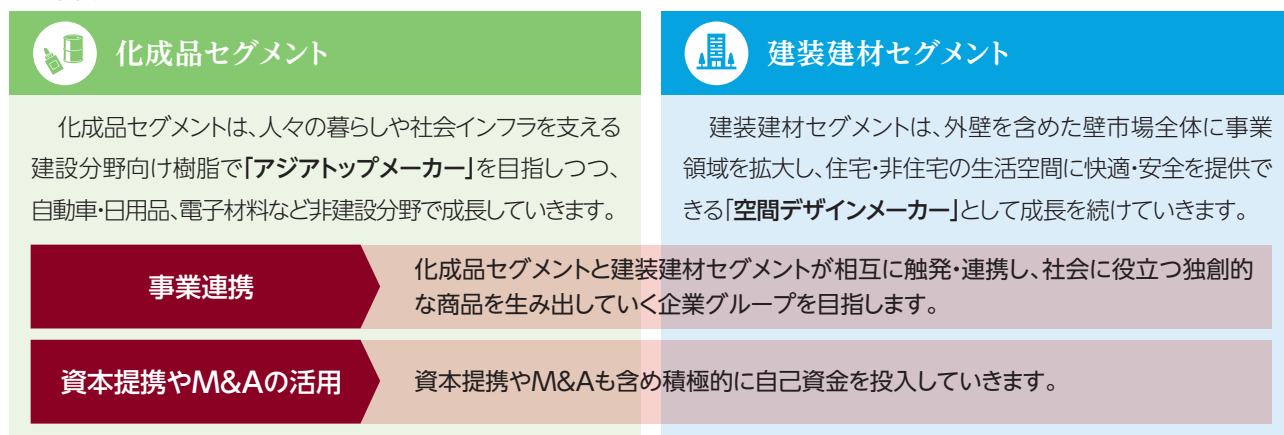 化成品セグメント
化成品セグメントは、人々の暮らしや社会インフラを支える
建設分野向け樹脂で「アジアトップメーカー」を目指しつつ、
自動車・日用品、電子材料など非建設分野で成長していきます。
建装建材セグメント
建装建材セグメントは、外壁を含めた壁市場全体に事業
領域を拡大し、住宅・非住宅の生活空間に快適・安全を提供で
きる「空間デザインメーカー」として成長を続けていきます。
事業連携
化成品セグメントと建装建材セグメントが相互に触発・連携し、社会に役立つ独創的
な商品を生み出していく企業グループを目指します。
資本提携やM&Aの活用
資本提携やM&Aも含め積極的に自己資金を投入していきます。